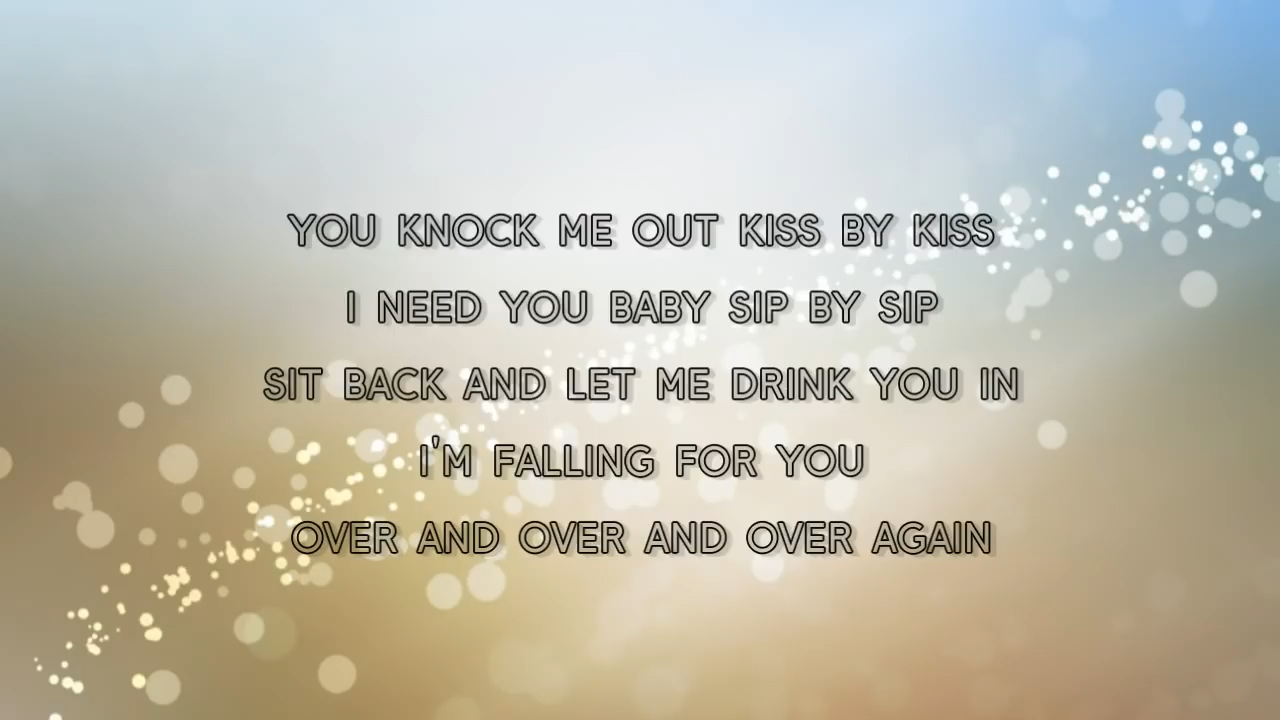 YOU KNOCK ME OUT KISS BY KISS
I NEED YOU BABY SIP BY SIP
SIT BACK AND LET ME DRINK YOU IN
I'M FALLING FOR YOU
OVER AND OVER AND OVER AGAIN